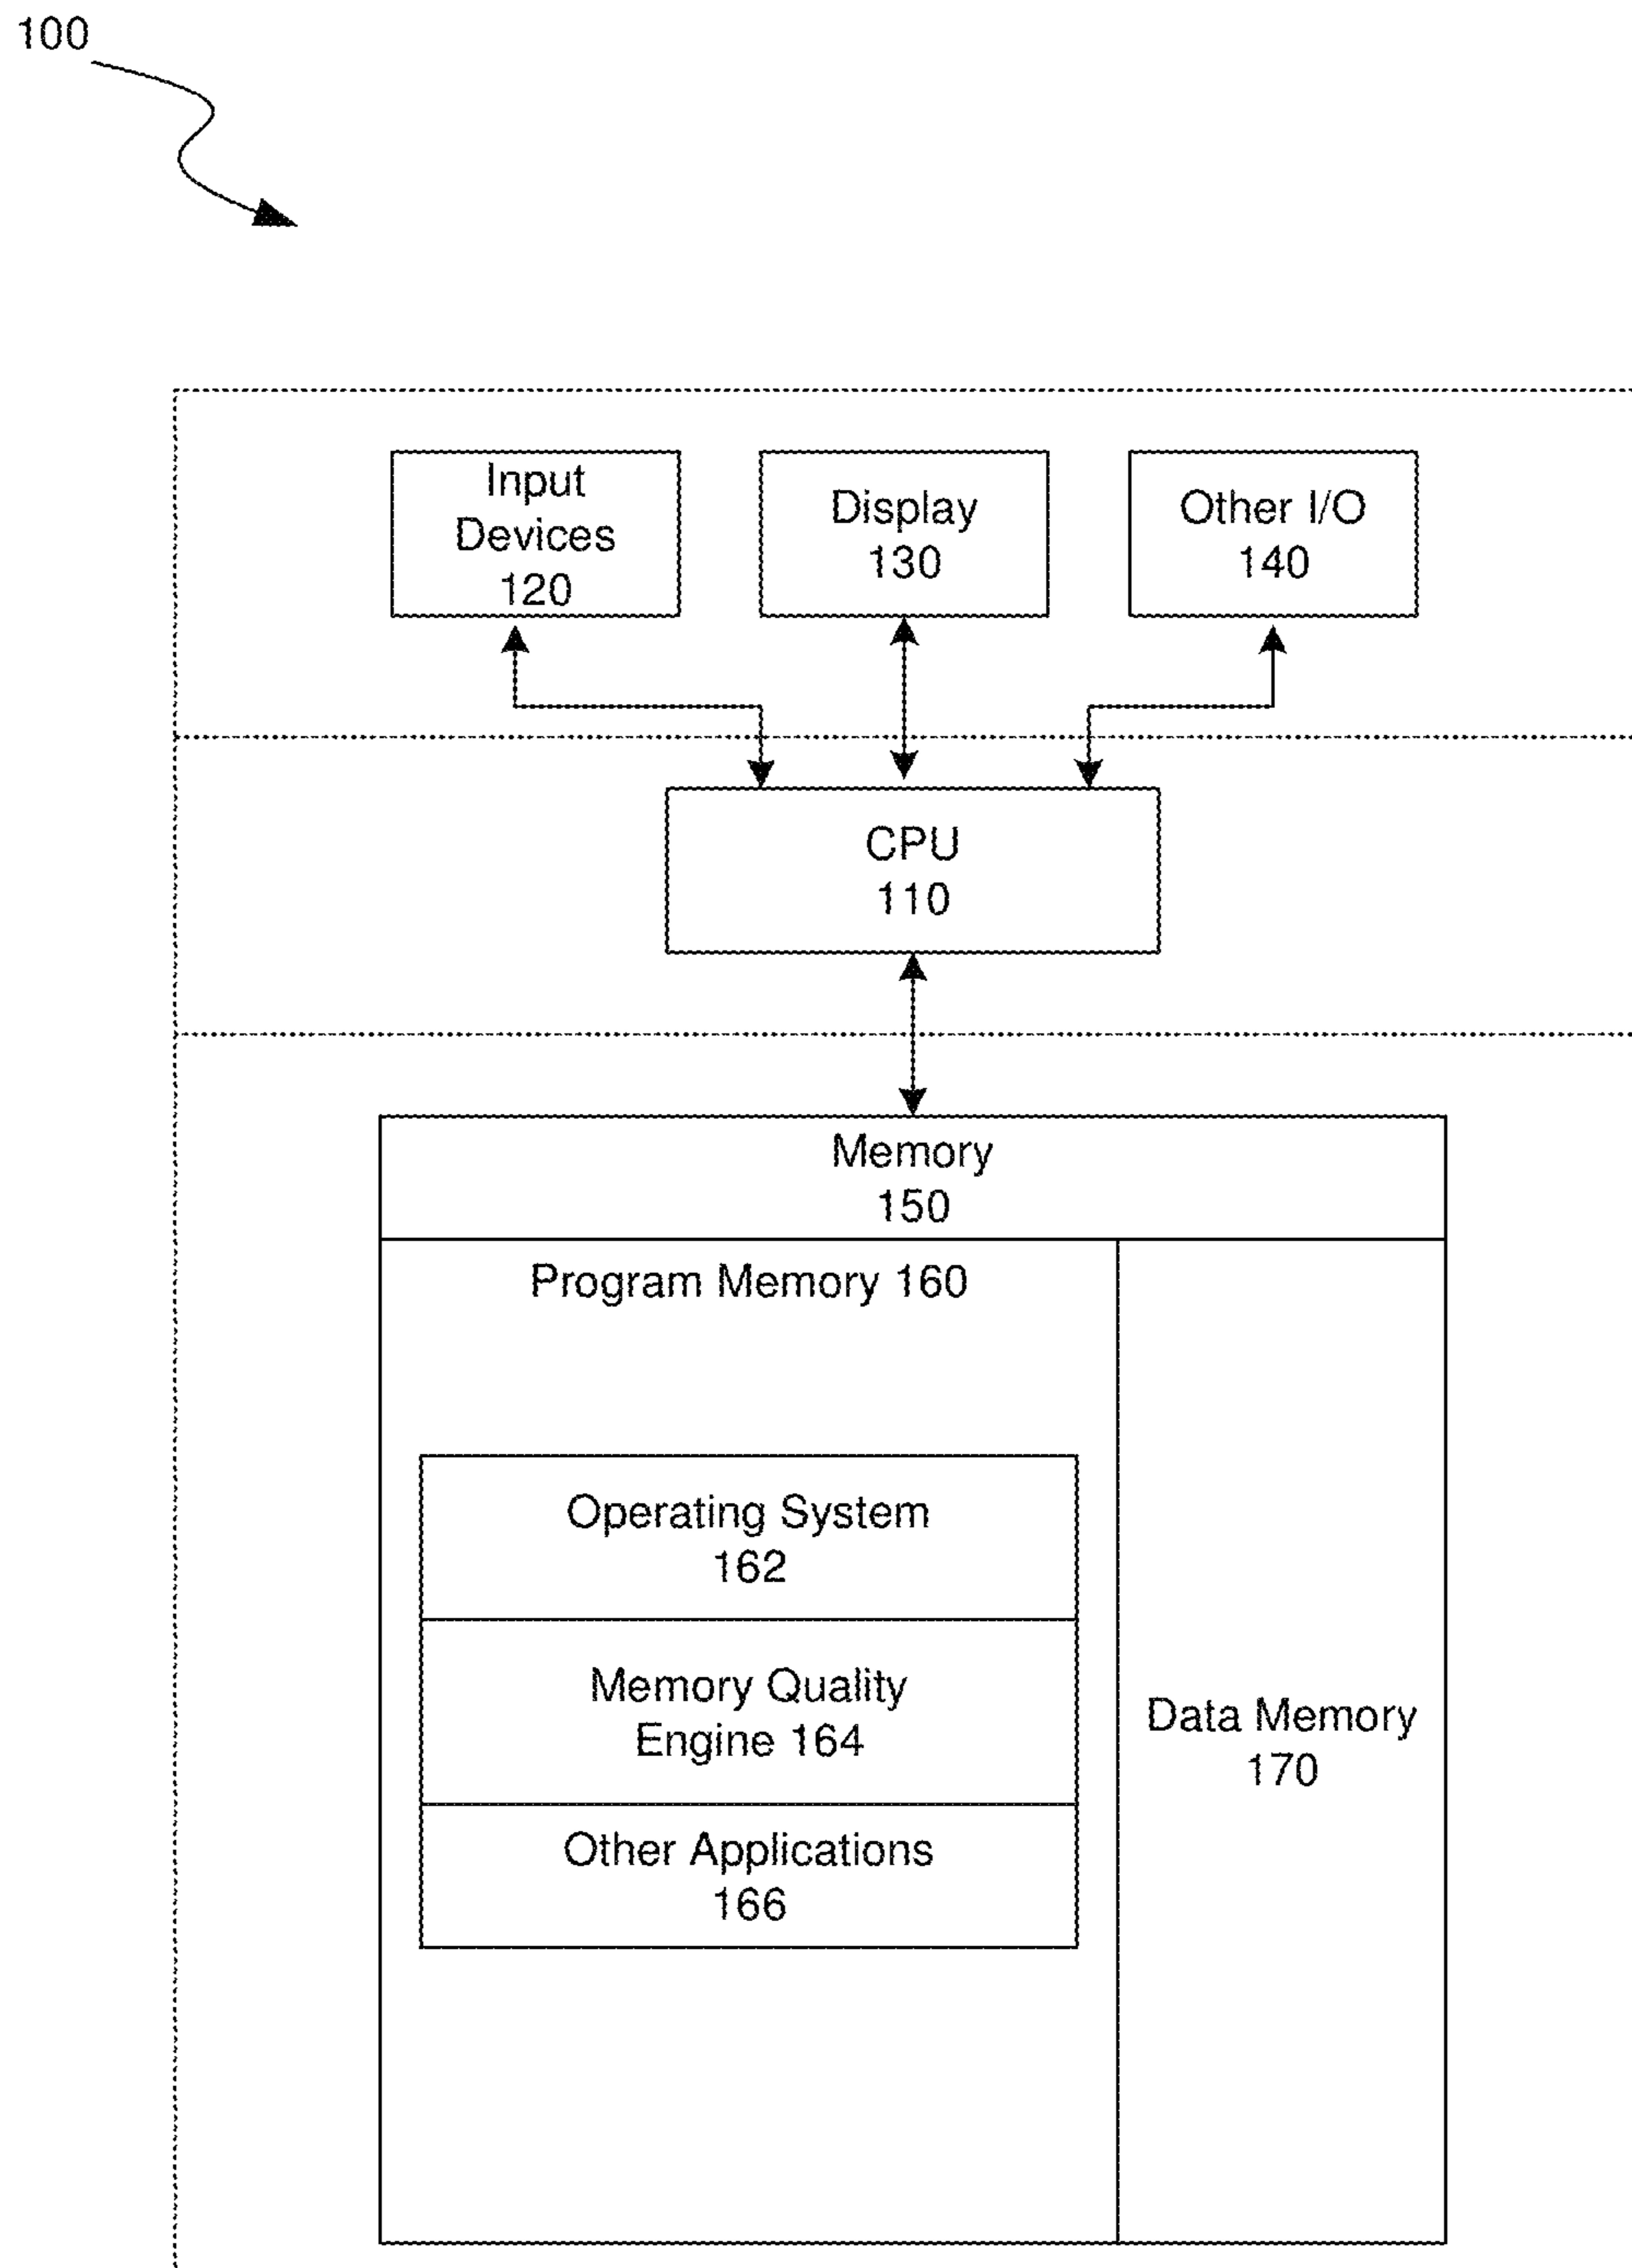 100
Input
Devices
120
Display
130
Other I/O
140
CPU
110
Memory
150
Program Memory 160
Operating System
162
Memory Quality
Engine 164
Other Applications
166
Data Memory
170